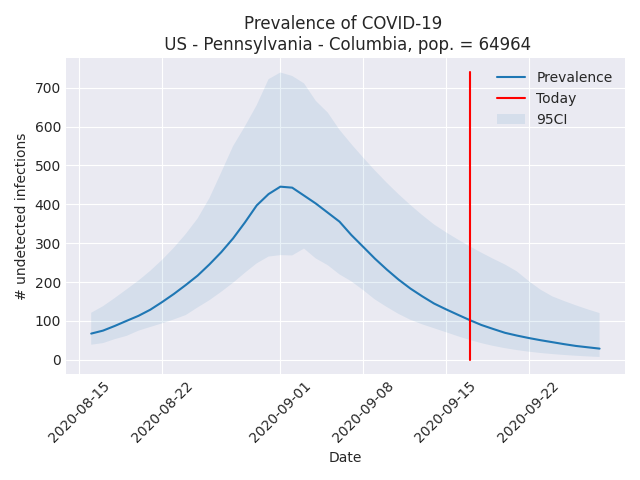 Prevalence of COVID-19
US - Pennsylvania - Columbia, pop. = 64964
Prevalence
Today
95CI
# undetected infections
700
600
500
400
300
200
100
0
2020-08-15
2020-08-22
2020-09-01
2020-09-08
2020-09-15
2020-09-22
Date